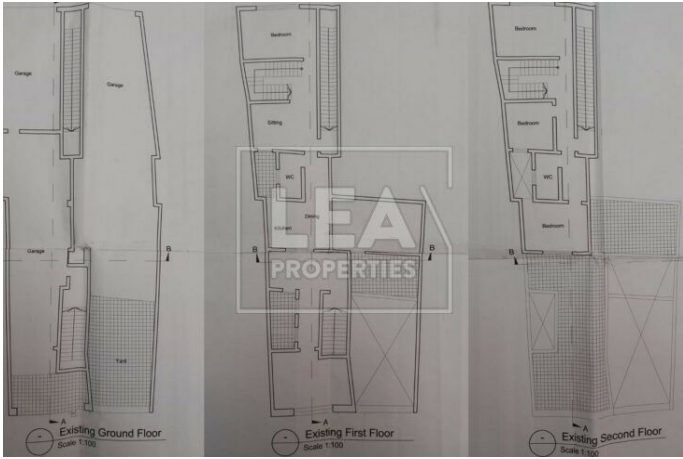 Garage
Garage
Garage
Yard
A
Existing Ground Floor
Scale 1:100
Bedroom
Sitting
WC
Kitchen
Dining
B
B
A
Existing First Floor
Scale 1:100
Bedroom
Bedroom
WC
Bedroom
B
A
Existing Second Floor
Scale 1:100
LEA
PROPERTIES